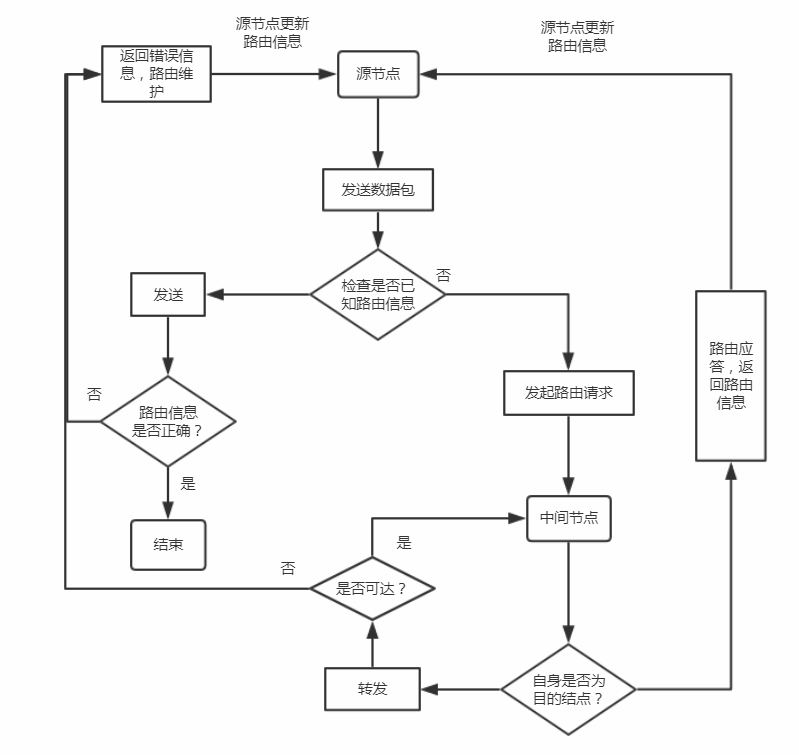 源节点更新
路由信息
源节点更新
路由信息
返回错误信
息，路由维
护
源节点
发送数据包
检查是否已
知路由信息
否
发送
路由应
答，返
回路由
信息
发起路由请求
否
路由信息
是否正确？
是
中间节点
结束
是
否
是否可达？
自身是否为
目的结点？
转发